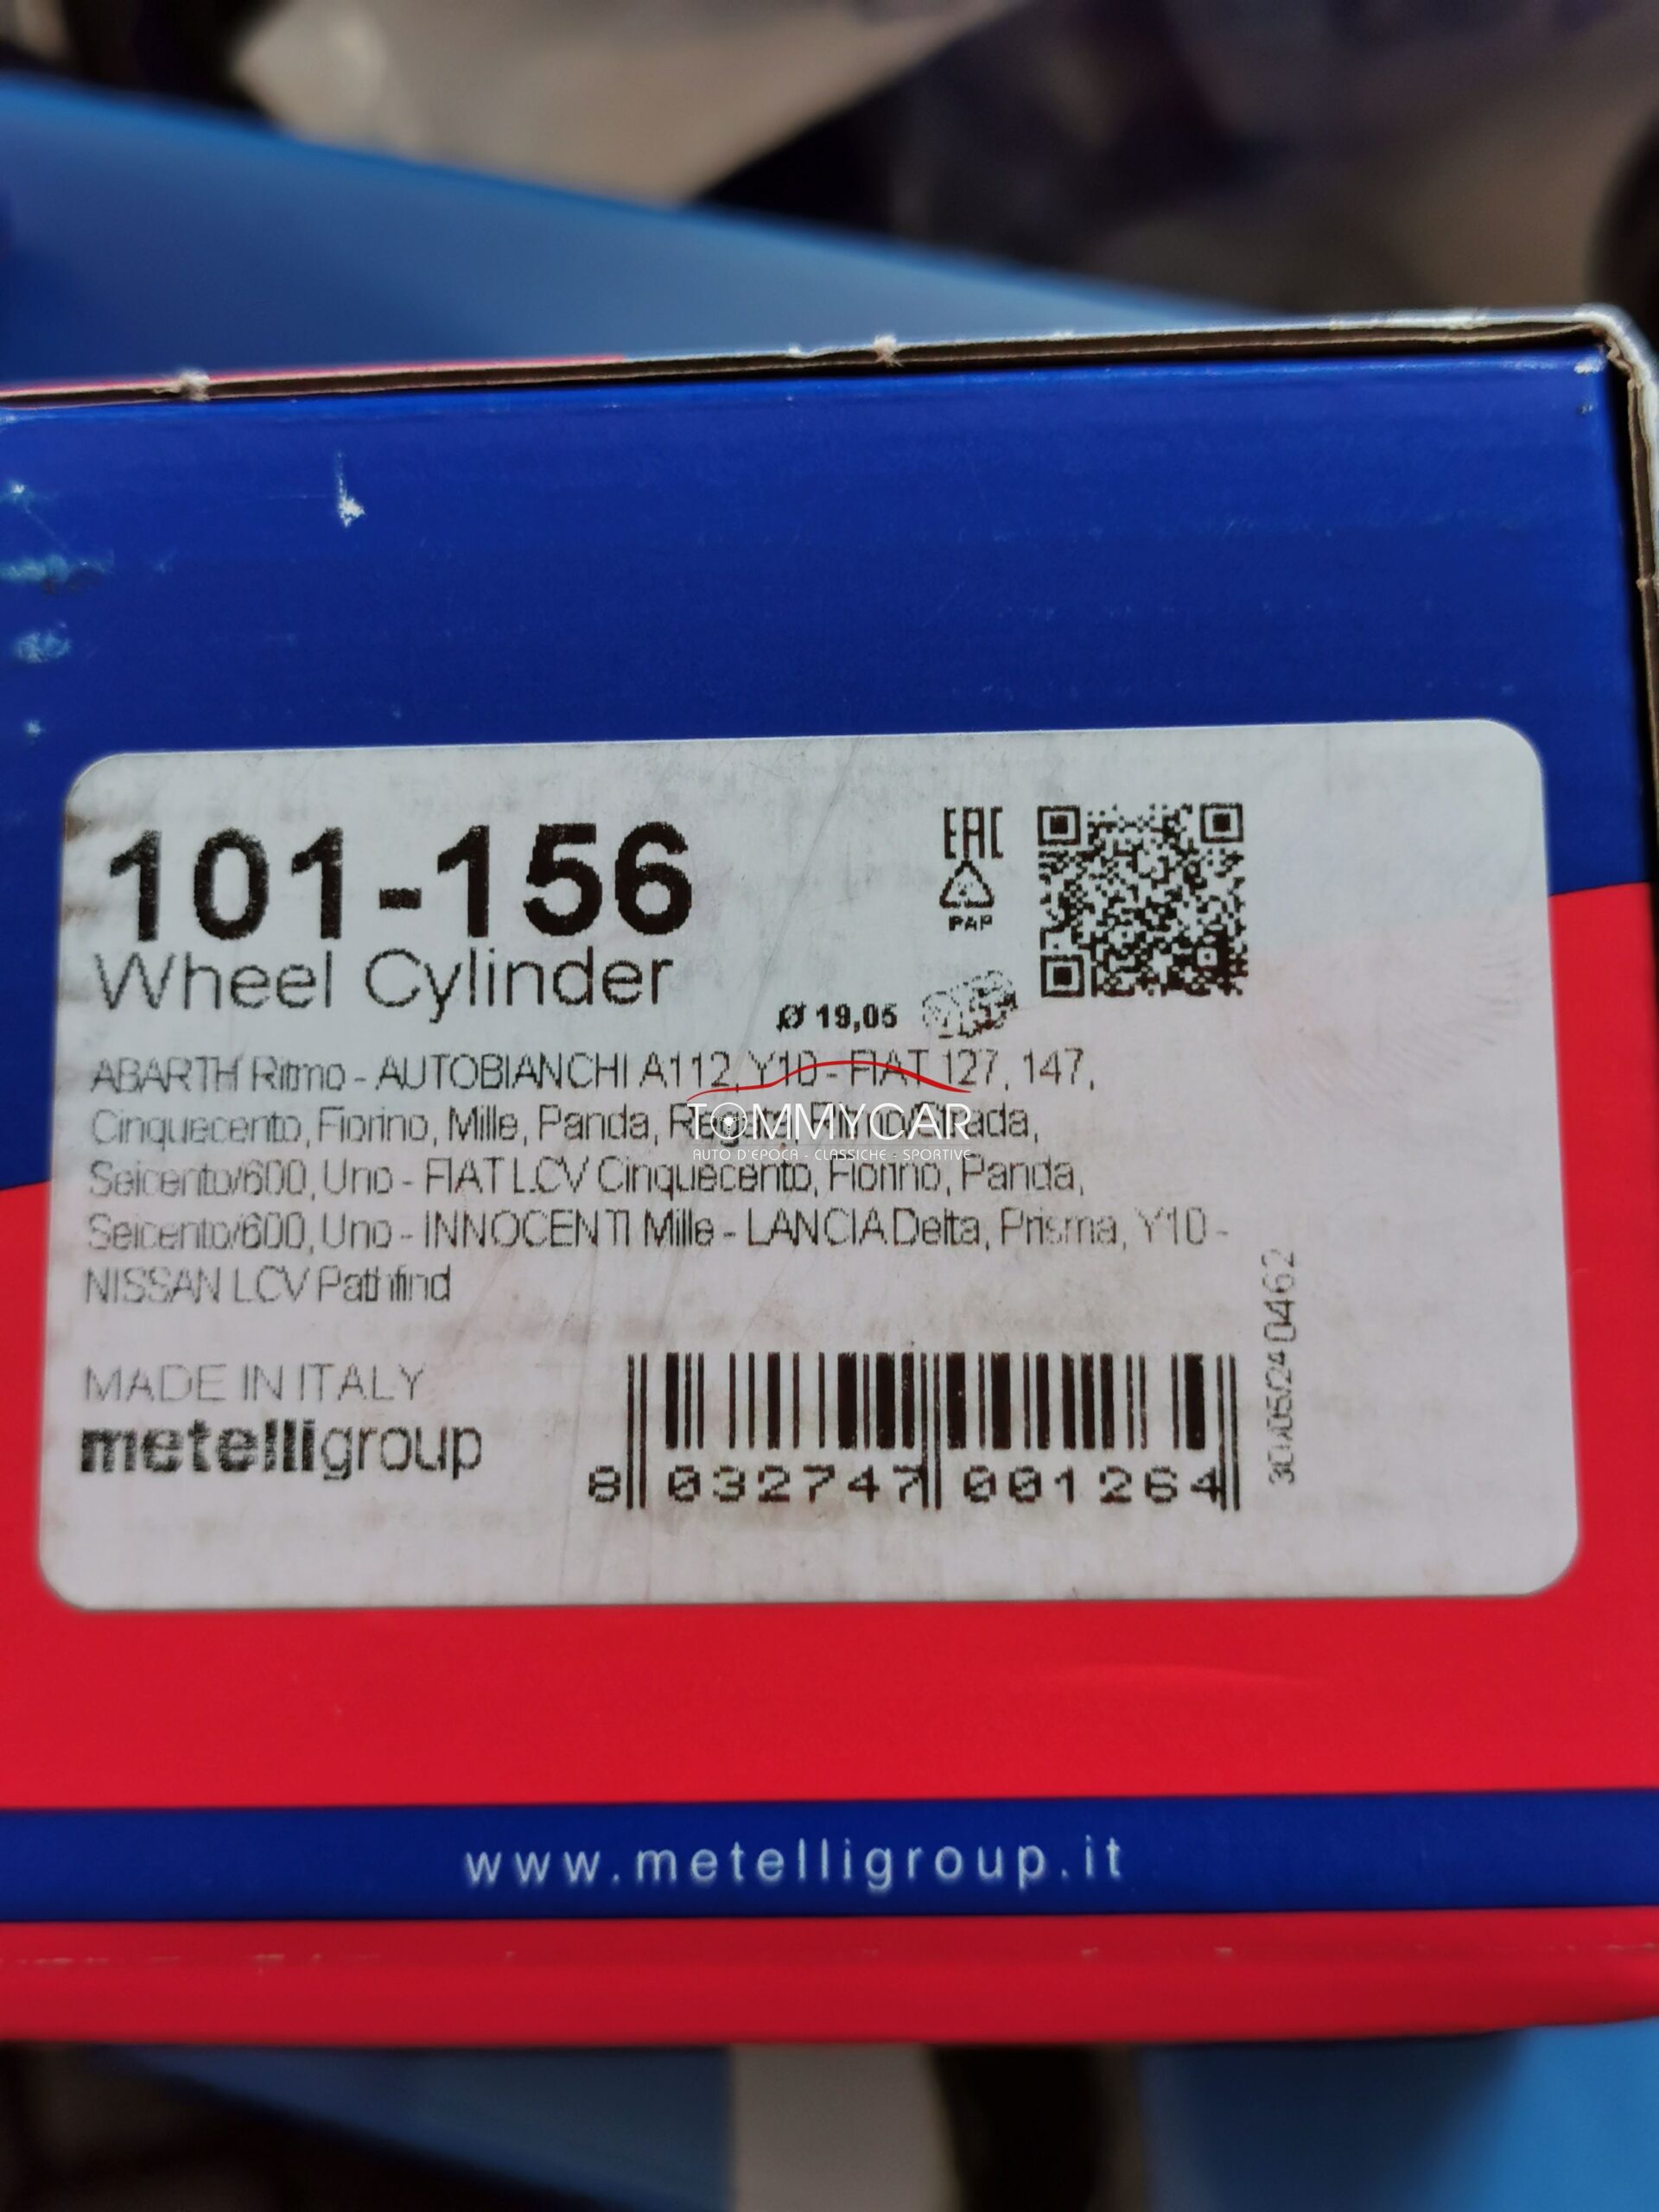 101-156
EAC
PAP
Wheel Cylinder
Ø 19,05
ABARTH Ritmo - AUTOBIANCHI A112, Y10 - FIAT 127, 147,
Cinquecento, Fiorino, Mille, Panda, Regata, Ritmo/Strada,
TOMMYCAR
AUTO D'EPOCA - CLASSICHE - SPORTIVE
Seicento/600, Uno - FIAT LCV Cinquecento, Fiorino, Panda,
Seicento/600, Uno - INNOCENTI Mille - LANCIA Delta, Prisma, Y10 -
NISSAN LCV Pathfind
MADE IN ITALY
metelligroup
8 032747 001264
30/05/24 0462
www.metelligroup.it